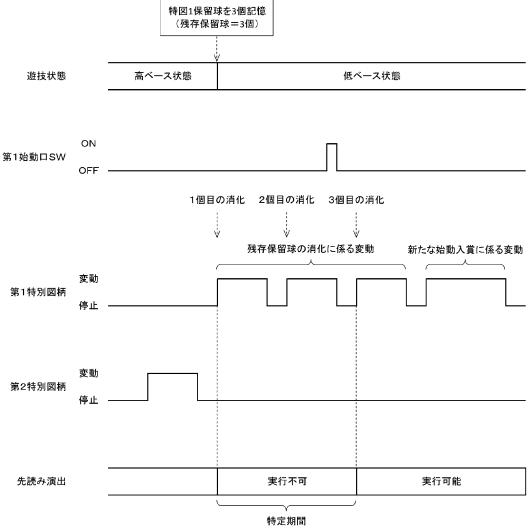 特図1保留球を3個記憶
（残存保留球＝3個）
遊技状態
高ベース状態
低ベース状態
第1始動口SW
ON
OFF
1個目の消化
2個目の消化
3個目の消化
残存保留球の消化に係る変動
新たな始動入賞に係る変動
第1特別図柄
変動
停止
第2特別図柄
変動
停止
先読み演出
実行不可
実行可能
特定期間